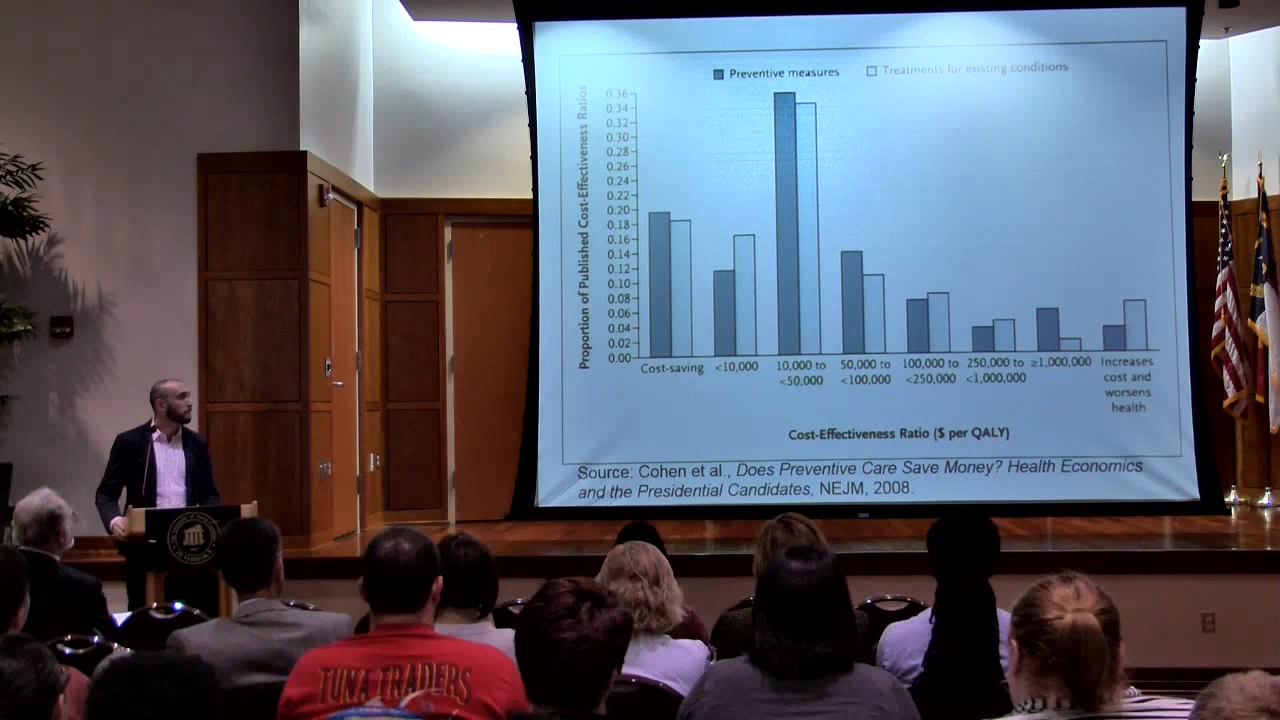 Preventive measures
Treatments for existing conditions
Proportion of Published Cost-Effectiveness Ratios
0.36
0.34
0.32
0.30
0.28
0.26
0.24
0.22
0.20
0.18
0.16
0.14
0.12
0.10
0.08
0.06
0.04
0.02
0.00
Cost-saving
<10,000
10,000 to
<50,000
50,000 to
<100,000
100,000 to
<250,000
250,000 to
<1,000,000
≥1,000,000
Increases
cost and
worsens
health
Cost-Effectiveness Ratio ($ per QALY)
Source: Cohen et al., Does Preventive Care Save Money? Health Economics
and the Presidential Candidates, NEJM, 2008.
TUNA TRADERS